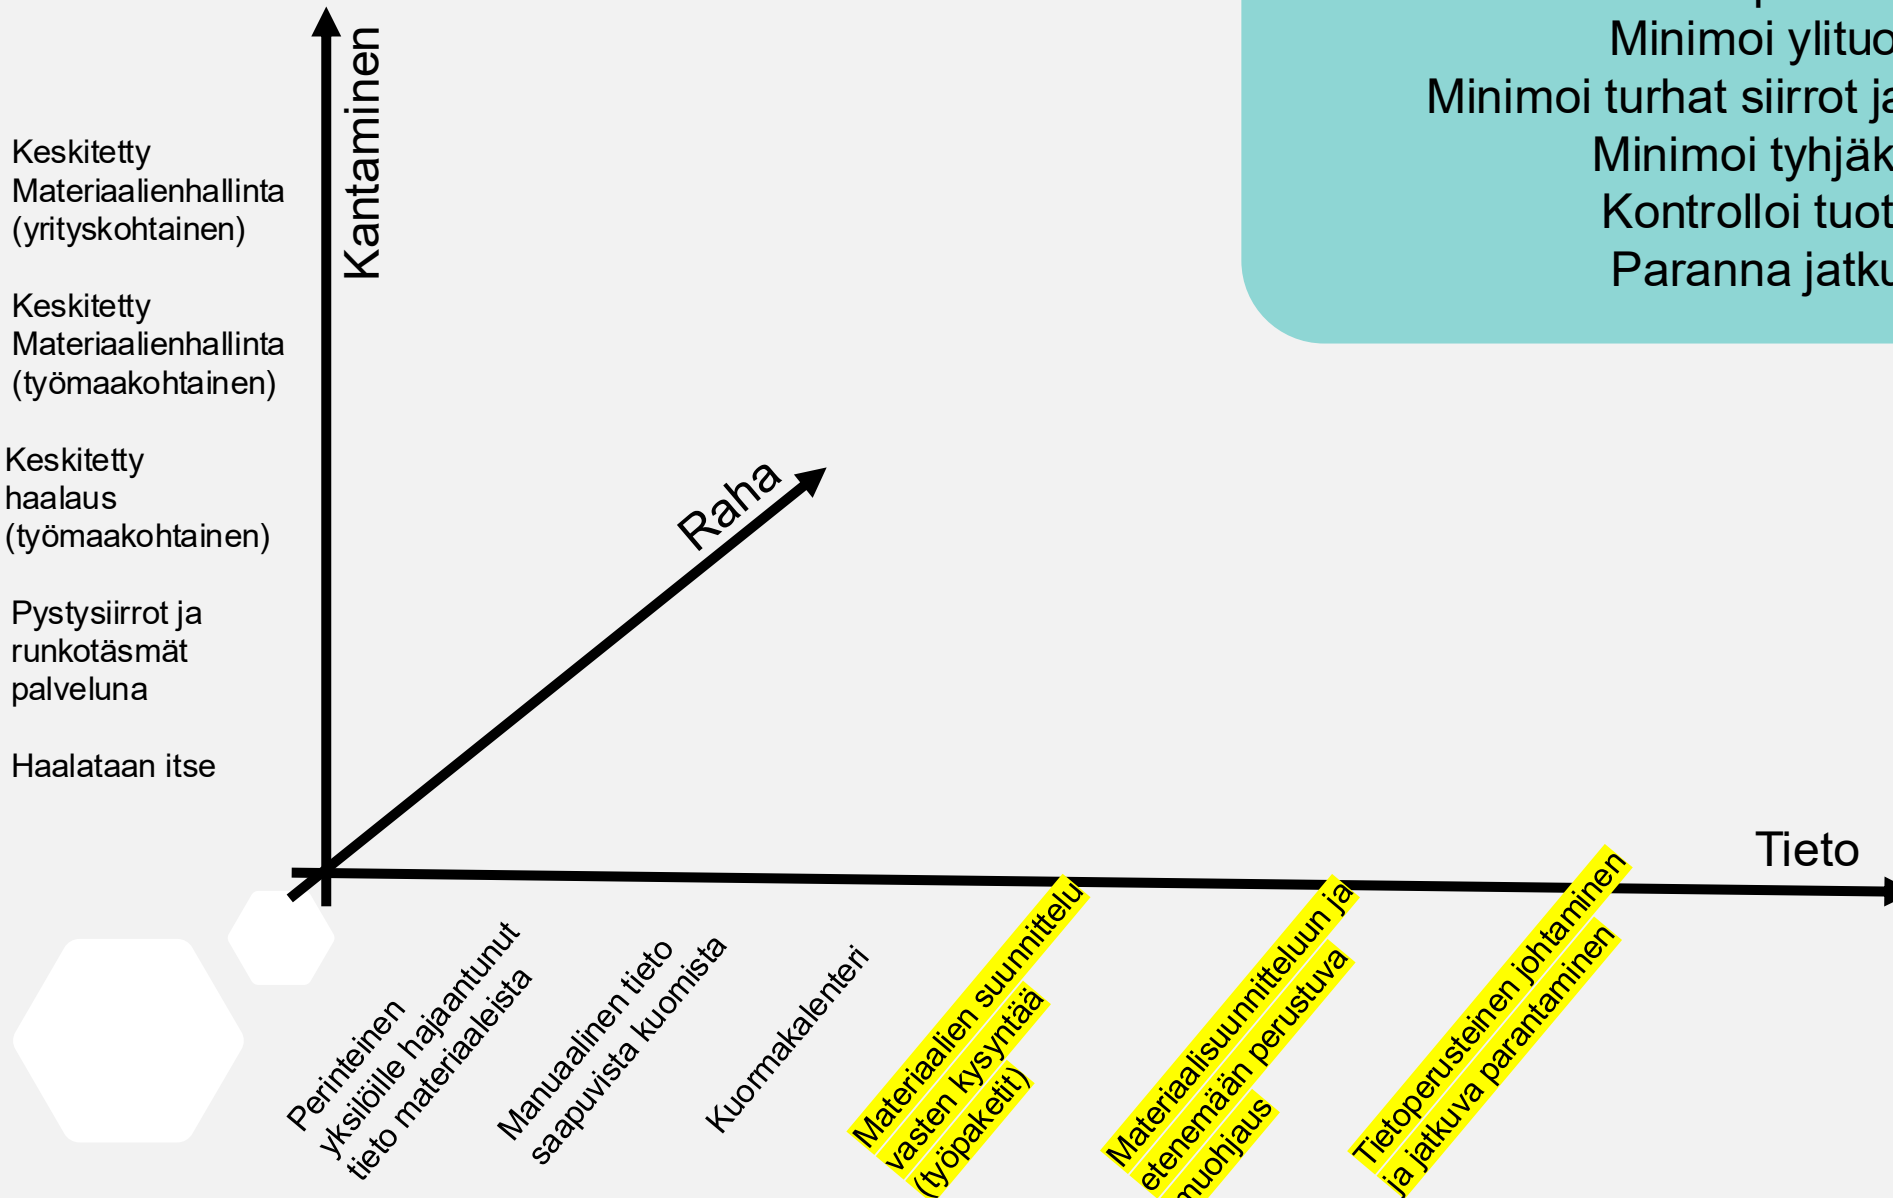 Kantaminen
Minimoi ylituo
Minimoi turhat siirrot ja
Minimoi tyhjäk
Kontrolloi tuot
Paranna jatku
Keskitetty
Materiaalienhallinta
(yrityskohtainen)
Keskitetty
Materiaalienhallinta
(työmaakohtainen)
Keskitetty
haalaus
(työmaakohtainen)
Pystysiirrot ja
runkotäsmät
palveluna
Haalataan itse
Raha
Tieto
Perinteinen
yksilöille hajaantunut
tieto materiaaleista
Manuaalinen tieto
saapuvista kuomista
Kuormakalenteri
Materiaalien suunnittelu
vasten kysyntää
(työpaketit)
Materiaalisuunnitteluun ja
etenemään perustuva
muohjaus
Tietoperusteinen johtaminen
ja jatkuva parantaminen